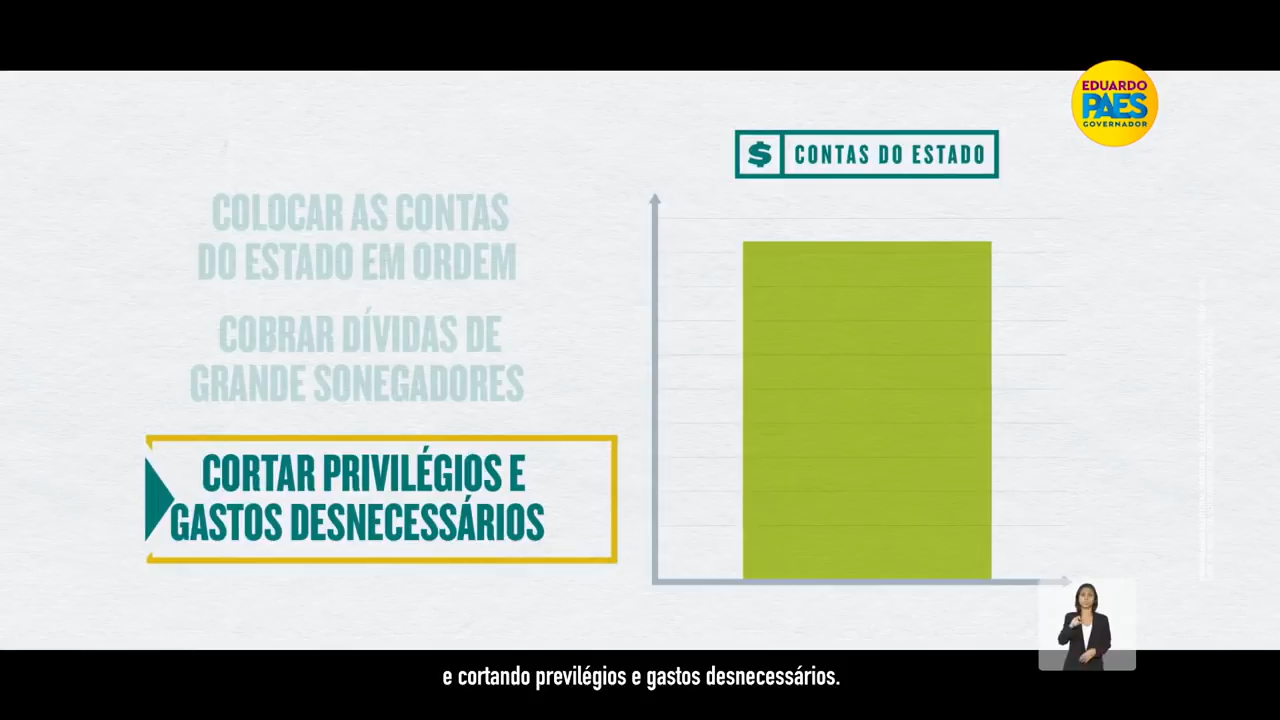 EDUARDO
PAES
GOVERNADOR
$ CONTAS DO ESTADO
COLOCAR AS CONTAS
DO ESTADO EM ORDEM
COBRAR DÍVIDAS DE
GRANDE SONEGADORES
CORTAR PRIVILÉGIOS E
GASTOS DESNECESSÁRIOS
e cortando previlégios e gastos desnecessários.